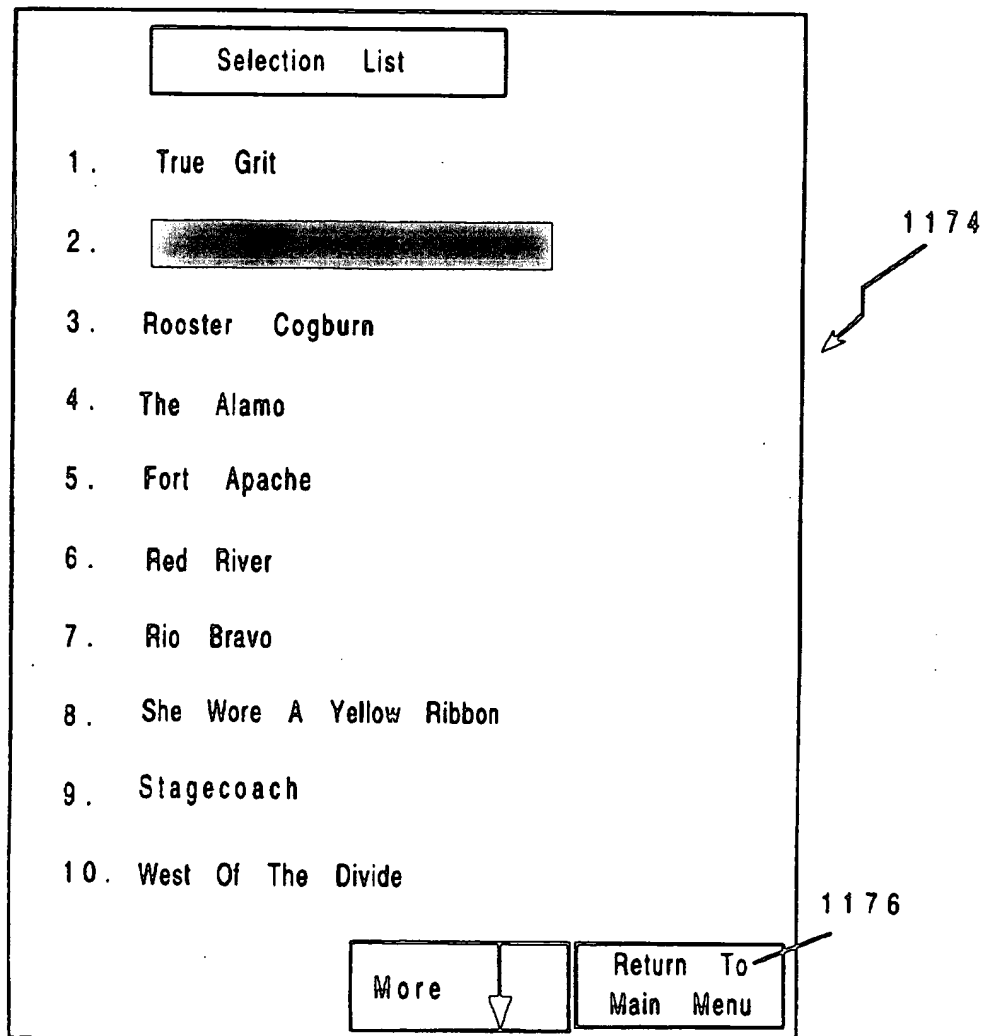 Selection List
1. True Grit
2.
3. Rooster Cogburn
1174
4. The Alamo
5. Fort Apache
6. Red River
7. Rio Bravo
8. She Wore A Yellow Ribbon
9. Stagecoach
10. West Of The Divide
1176
More
Return To
Main Menu